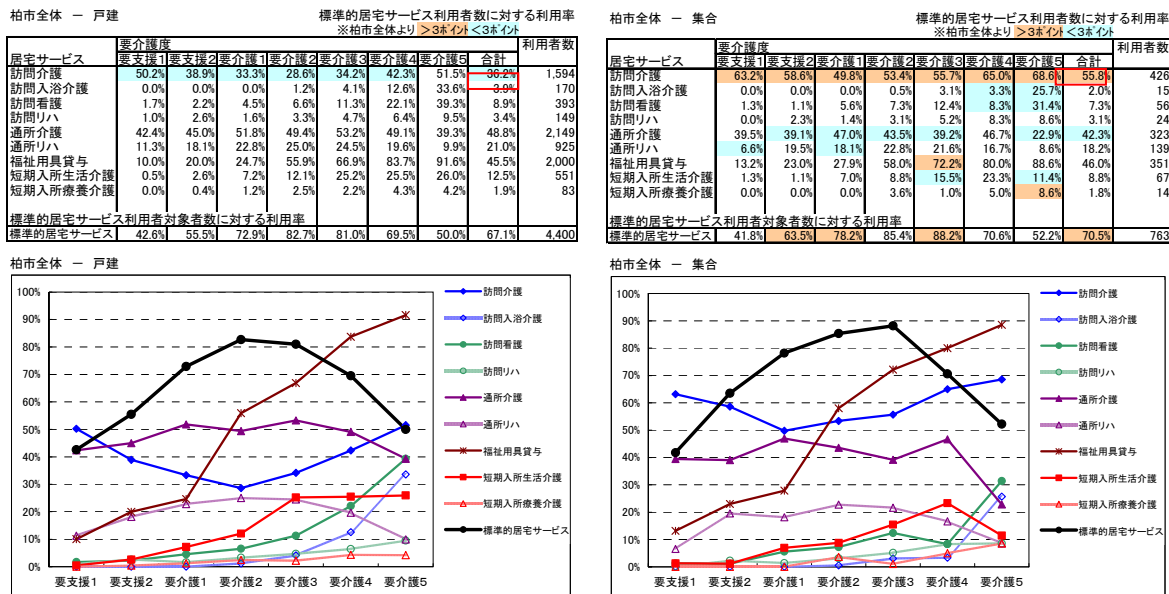 柏市全体 － 戸建
標準的居宅サービス利用者数に対する利用率
※柏市全体より >3ポイント <3ポイント
要介護度 利用者数
居宅サービス 要支援1 要支援2 要介護1 要介護2 要介護3 要介護4 要介護5 合計
訪問介護 50.2% 38.9% 33.3% 28.6% 34.2% 42.3% 51.5% 36.2% 1,594
訪問入浴介護 0.0% 0.0% 0.0% 1.2% 4.1% 12.6% 33.6% 3.9% 170
訪問看護 1.7% 2.2% 4.5% 6.6% 11.3% 22.1% 39.3% 8.9% 393
訪問リハ 1.0% 2.6% 1.6% 3.3% 4.7% 6.4% 9.5% 3.4% 149
通所介護 42.4% 45.0% 51.8% 49.4% 53.2% 49.1% 39.3% 48.8% 2,149
通所リハ 11.3% 18.1% 22.8% 25.0% 24.5% 19.6% 9.9% 21.0% 925
福祉用具貸与 10.0% 20.0% 24.7% 55.9% 66.9% 83.7% 91.6% 45.5% 2,000
短期入所生活介護 0.5% 2.6% 7.2% 12.1% 25.2% 25.5% 26.0% 12.5% 551
短期入所療養介護 0.0% 0.4% 1.2% 2.5% 2.2% 4.3% 4.2% 1.9% 83
標準的居宅サービス利用者対象者数に対する利用率
標準的居宅サービス 42.6% 55.5% 72.9% 82.7% 81.0% 69.5% 50.0% 67.1% 4,400
柏市全体 － 集合
標準的居宅サービス利用者数に対する利用率
※柏市全体より >3ポイント <3ポイント
要介護度 利用者数
居宅サービス 要支援1 要支援2 要介護1 要介護2 要介護3 要介護4 要介護5 合計
訪問介護 63.2% 58.6% 49.8% 53.4% 55.7% 65.0% 68.6% 55.8% 426
訪問入浴介護 0.0% 0.0% 0.0% 0.5% 3.1% 3.3% 25.7% 2.0% 15
訪問看護 1.3% 1.1% 5.6% 7.3% 12.4% 8.3% 31.4% 7.3% 56
訪問リハ 0.0% 2.3% 1.4% 3.1% 5.2% 8.3% 8.6% 3.1% 24
通所介護 39.5% 39.1% 47.0% 43.5% 39.2% 46.7% 22.9% 42.3% 323
通所リハ 6.6% 19.5% 18.1% 22.8% 21.6% 16.7% 8.6% 18.2% 139
福祉用具貸与 13.2% 23.0% 27.9% 58.0% 72.2% 80.0% 88.6% 46.0% 351
短期入所生活介護 1.3% 1.1% 7.0% 8.8% 15.5% 23.3% 11.4% 8.8% 67
短期入所療養介護 0.0% 0.0% 0.0% 3.6% 1.0% 5.0% 8.6% 1.8% 14
標準的居宅サービス利用者対象者数に対する利用率
標準的居宅サービス 41.8% 63.5% 78.2% 85.4% 88.2% 70.6% 52.2% 70.5% 763
柏市全体 － 戸建
100%
90%
80%
70%
60%
50%
40%
30%
20%
10%
0%
要支援1 要支援2 要介護1 要介護2 要介護3 要介護4 要介護5
訪問介護
訪問入浴介護
訪問看護
訪問リハ
通所介護
通所リハ
福祉用具貸与
短期入所生活介護
短期入所療養介護
標準的居宅サービス
柏市全体 － 集合
100%
90%
80%
70%
60%
50%
40%
30%
20%
10%
0%
要支援1 要支援2 要介護1 要介護2 要介護3 要介護4 要介護5
訪問介護
訪問入浴介護
訪問看護
訪問リハ
通所介護
通所リハ
福祉用具貸与
短期入所生活介護
短期入所療養介護
標準的居宅サービス